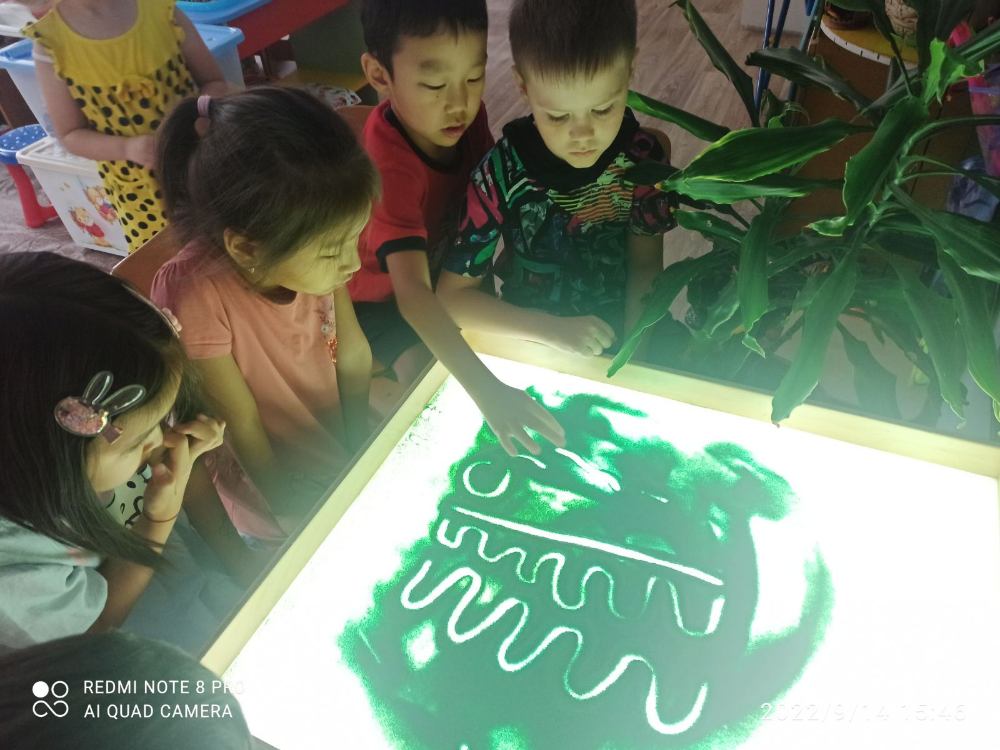 REDMI NOTE 8 PRO
AI QUAD CAMERA
2022/9/14 15:46